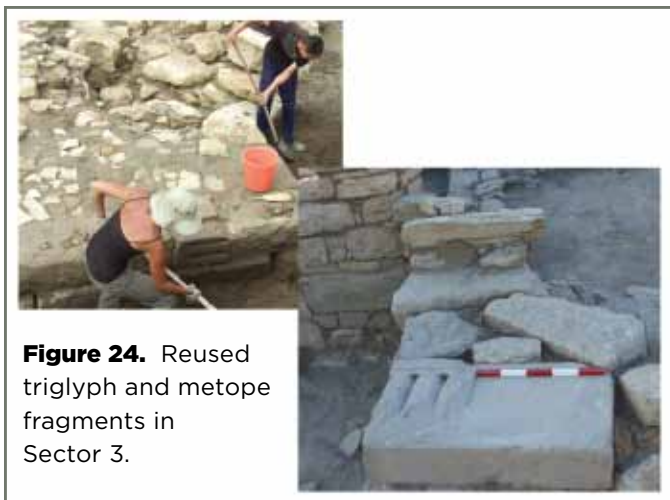 Figure 24. Reused
triglyph and metope
fragments in
Sector 3.